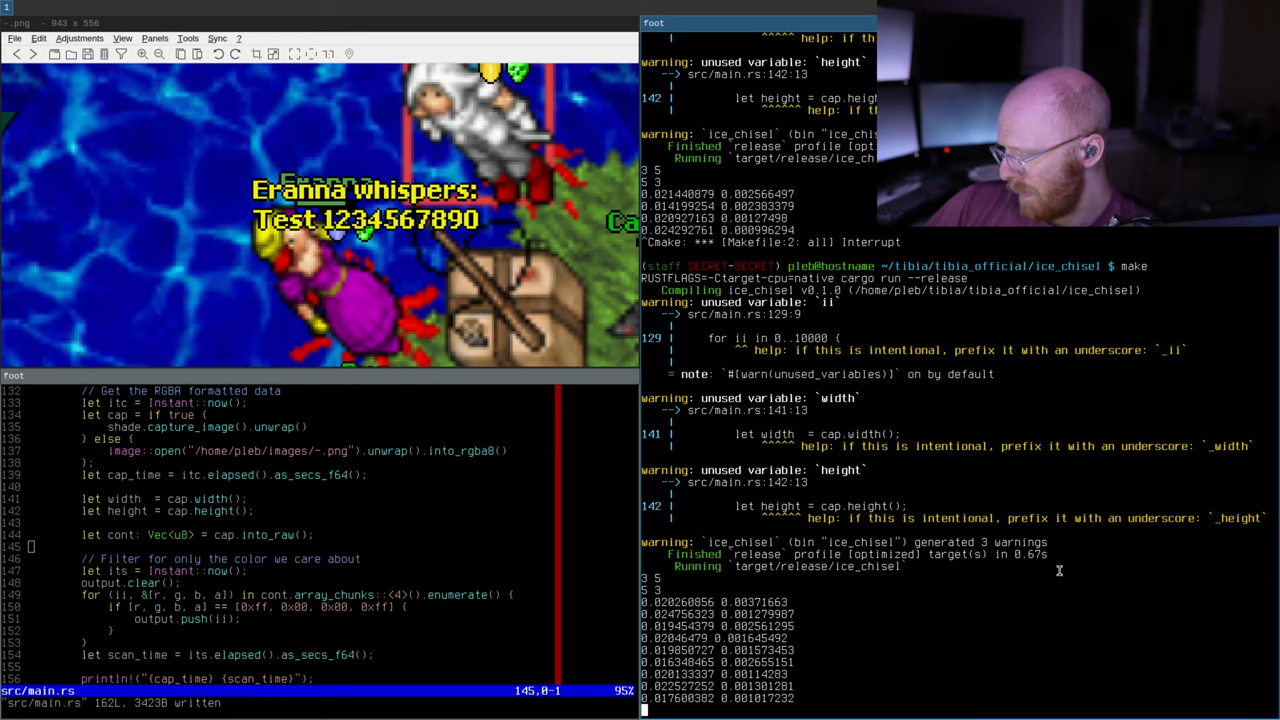 1
-.png  - 943 x 556
File Edit Adjustments View Panels Tools Sync ?
Eranna Whispers:
Test 1234567890
Ca
foot
132 // Get the RGBA formatted data
133 let itc = Instant::now();
134 let cap = if true {
135 shade.capture_image().unwrap()
136 } else {
137 image::open("/home/pleb/images/-.png").unwrap().into_rgba8()
138 };
139 let cap_time = itc.elapsed().as_secs_f64();
140
141 let width  = cap.width();
142 let height = cap.height();
143
144 let cont: Vec<u8> = cap.into_raw();
145
146 // Filter for only the color we care about
147 let its = Instant::now();
148 output.clear();
149 for (ii, &[r, g, b, a]) in cont.array_chunks::<4>().enumerate() {
150 if [r, g, b, a] == [0xff, 0x00, 0x00, 0xff] {
151 output.push(ii);
152 }
153 }
154 let scan_time = its.elapsed().as_secs_f64();
155
156 println!("{cap_time} {scan_time}");
src/main.rs 145,0-1 95%
"src/main.rs" 162L, 3423B written
foot
| ^^^^^ help: if th
warning: unused variable: `height`
--> src/main.rs:142:13
|
142 | let height = cap.heigh
| ^^^^^^ help: if th
warning: `ice_chisel` (bin "ice_chis
Finished `release` profile [opti
Running `target/release/ice_ch
3 5
5 3
0.021440879 0.002566497
0.014199254 0.002383379
0.020927163 0.00127498
0.024292761 0.000996294
^Cmake: *** [Makefile:2: all] Interrupt
(staff SECRET-SECRET) pleb@hostname ~/tibia/tibia_official/ice_chisel $ make
RUSTFLAGS=-Ctarget-cpu=native cargo run --release
Compiling ice_chisel v0.1.0 (/home/pleb/tibia/tibia_official/ice_chisel)
warning: unused variable: `ii`
--> src/main.rs:129:9
|
129 | for ii in 0..10000 {
| ^^ help: if this is intentional, prefix it with an underscore: `_ii`
|
= note: `#[warn(unused_variables)]` on by default
warning: unused variable: `width`
--> src/main.rs:141:13
|
141 | let width  = cap.width();
| ^^^^^ help: if this is intentional, prefix it with an underscore: `_width`
warning: unused variable: `height`
--> src/main.rs:142:13
|
142 | let height = cap.height();
| ^^^^^^ help: if this is intentional, prefix it with an underscore: `_height`
warning: `ice_chisel` (bin "ice_chisel") generated 3 warnings
Finished `release` profile [optimized] target(s) in 0.67s
Running `target/release/ice_chisel`
3 5
5 3
0.020260856 0.00371663
0.024756323 0.001279987
0.019454379 0.002561295
0.02046479 0.001645492
0.019850727 0.001573453
0.016348465 0.002655151
0.020133337 0.00114283
0.022527252 0.001301281
0.017600382 0.001017232